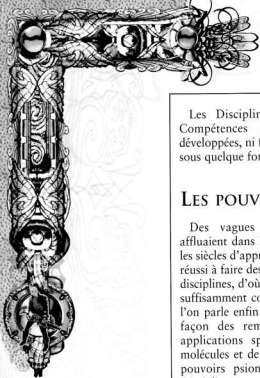 Les Disciplin
Compétences
développées, ni
sous quelque for
LES POUV
Des vagues
affluaient dans
les siècles d'appr
réussi à faire des
disciplines, d'où
suffisamment co
l'on parle enfin
façon des rem
applications sp
molécules et de
pouvoirs psion